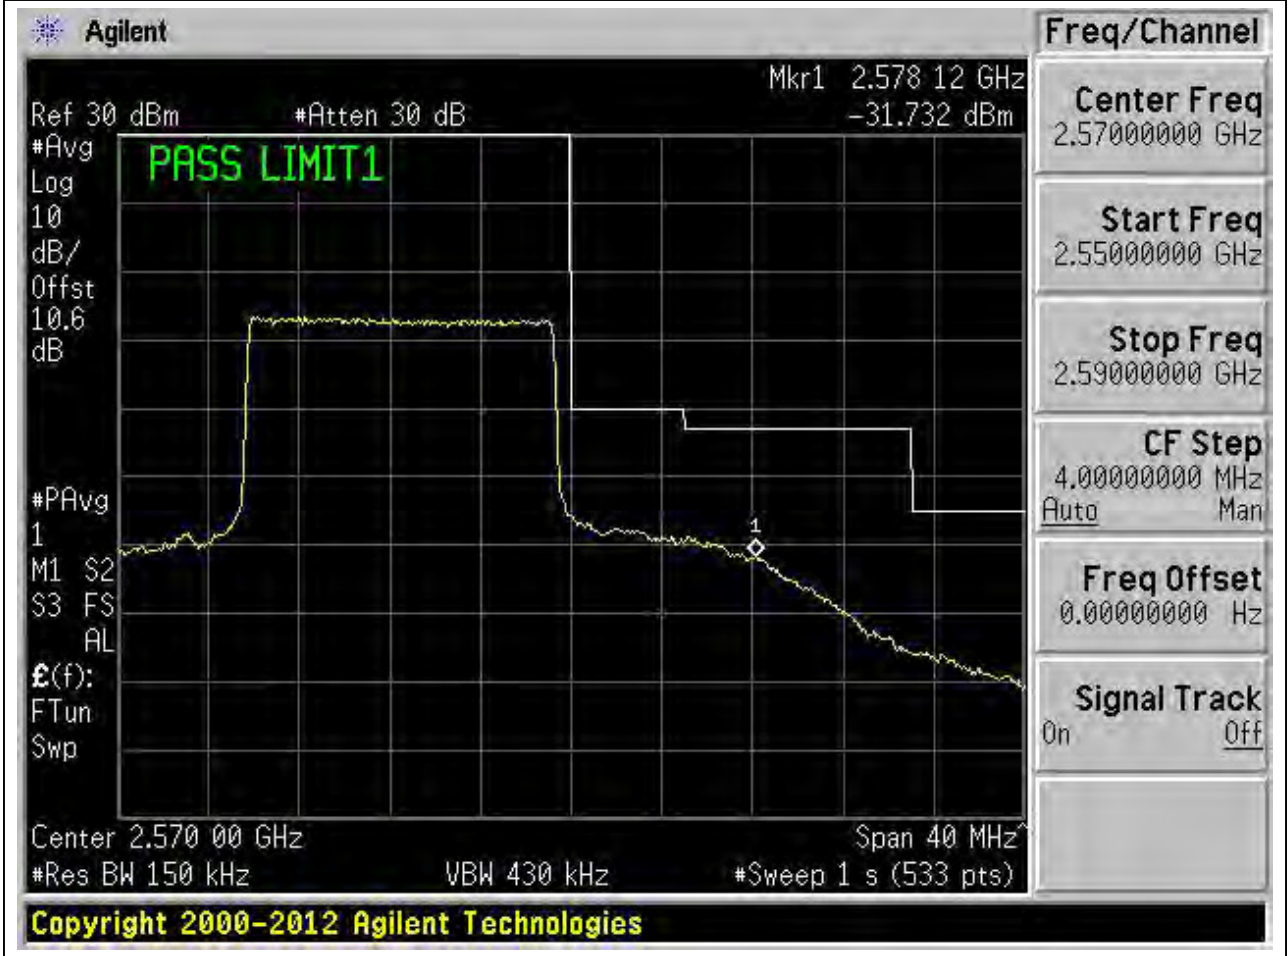 Agilent
Freq/Channel
Mkr1 2.578 12 GHz
Ref 30 dBm #Atten 30 dB -31.732 dBm
#Avg
Log
10
dB/
Offst
10.6
dB
PASS LIMIT1
#PAvg
1
M1 S2
S3 FS
AL
£(f):
FTun
Swp
1
Center 2.570 00 GHz Span 40 MHz^
#Res BW 150 kHz VBW 430 kHz #Sweep 1 s (533 pts)
Copyright 2000-2012 Agilent Technologies
Center Freq
2.57000000 GHz
Start Freq
2.55000000 GHz
Stop Freq
2.59000000 GHz
CF Step
4.00000000 MHz
Auto Man
Freq Offset
0.00000000 Hz
Signal Track
On Off